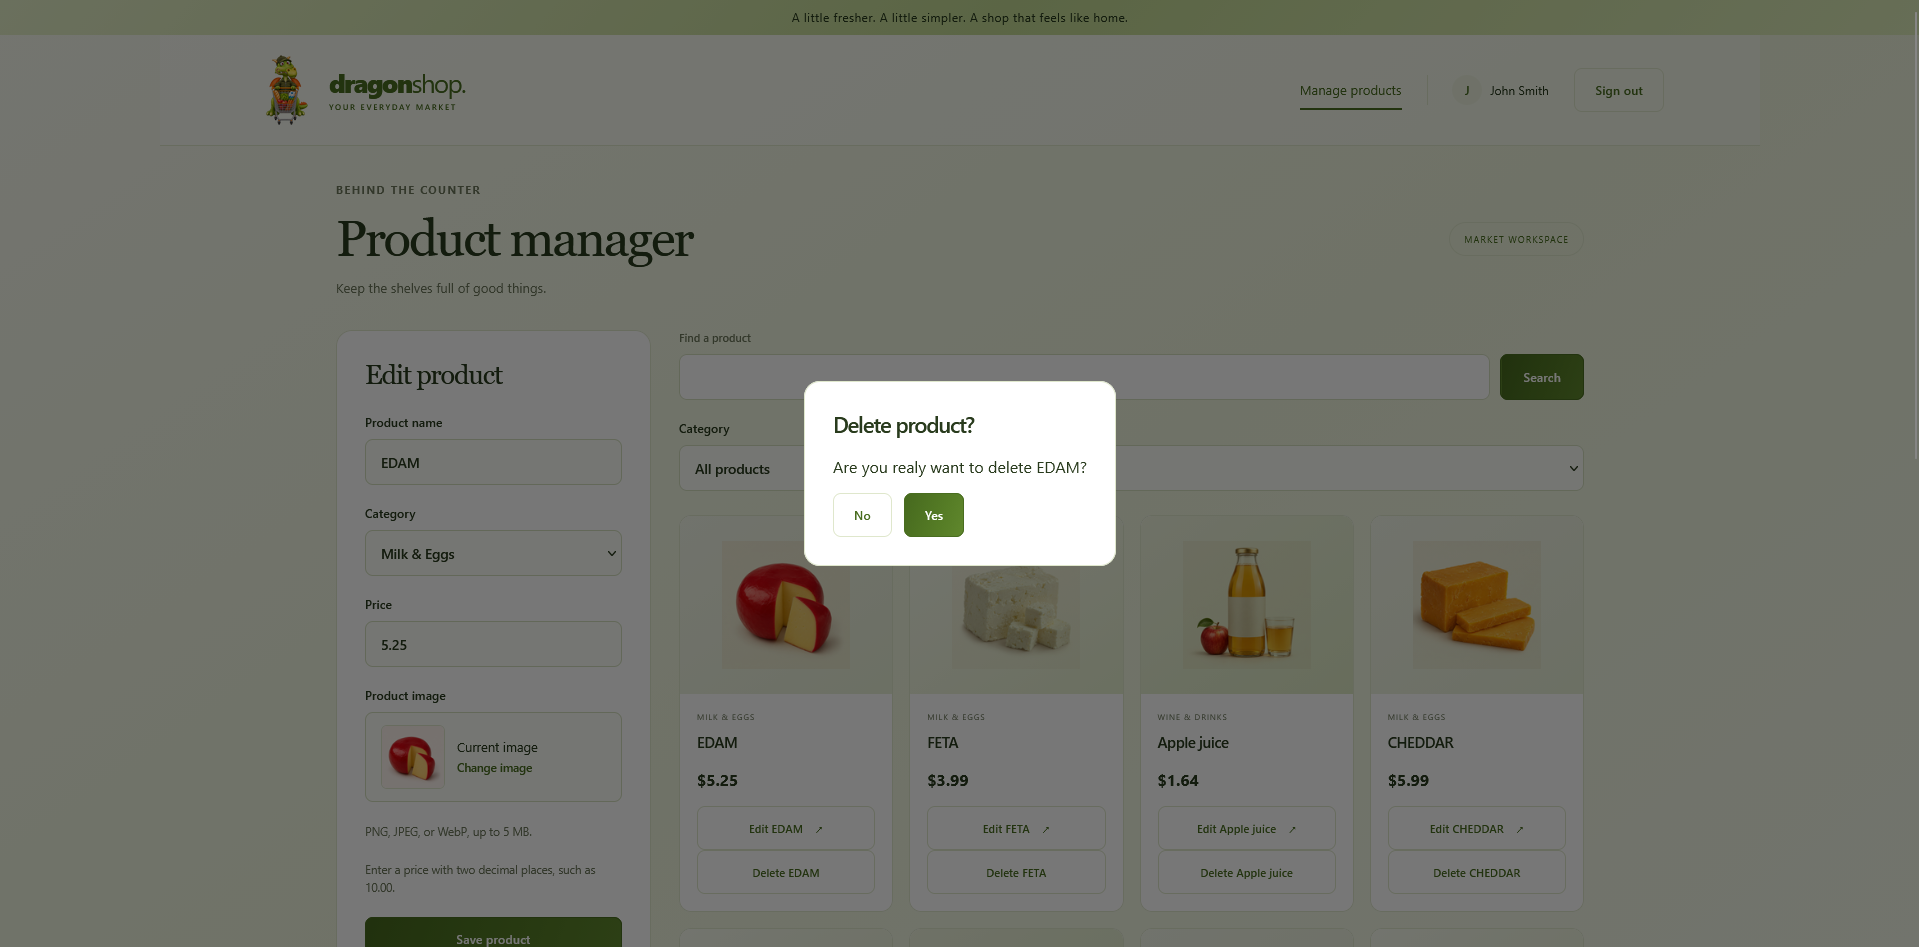 A little fresher. A little simpler. A shop that feels like home.
dragonshop.
YOUR EVERYDAY MARKET
Manage products
J
John Smith
Sign out
BEHIND THE COUNTER
Product manager
MARKET WORKSPACE
Keep the shelves full of good things.
Edit product
Product name
EDAM
Category
Milk & Eggs
Price
5.25
Product image
Current image
Change image
PNG, JPEG, or WebP, up to 5 MB.
Enter a price with two decimal places, such as
10.00.
Save product
Find a product
Search
Category
All products
Delete product?
Are you realy want to delete EDAM?
No
Yes
MILK & EGGS
EDAM
$5.25
Edit EDAM ↗
Delete EDAM
MILK & EGGS
FETA
$3.99
Edit FETA ↗
Delete FETA
WINE & DRINKS
Apple juice
$1.64
Edit Apple juice ↗
Delete Apple juice
MILK & EGGS
CHEDDAR
$5.99
Edit CHEDDAR ↗
Delete CHEDDAR